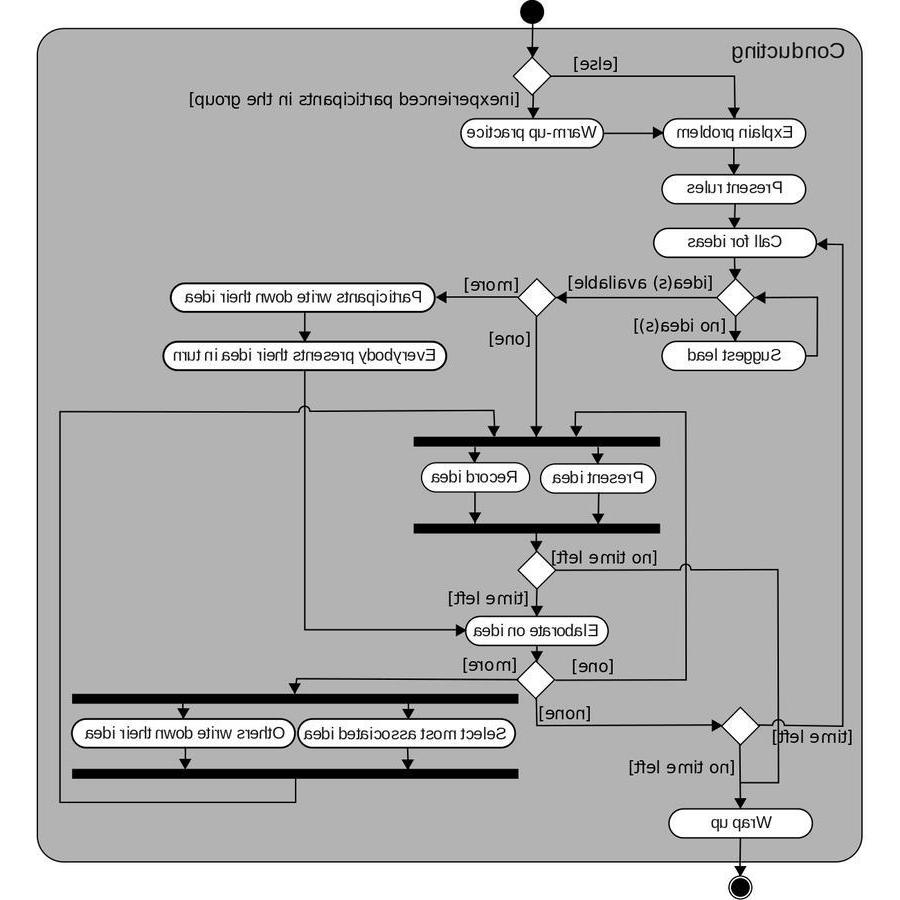 Conducting
[else]
[inexperienced participants in the group]
Warm-up practice
Explain problem
Present rules
Call for ideas
[idea(s) available]
[more]
Participants write down their idea
[no idea(s)]
[one]
Suggest lead
Everybody presents their idea in turn
Present idea
Record idea
[no time left]
[time left]
Elaborate on idea
[one]
[more]
[none]
Select most associated idea
Others write down their idea
[time left]
[no time left]
Wrap up